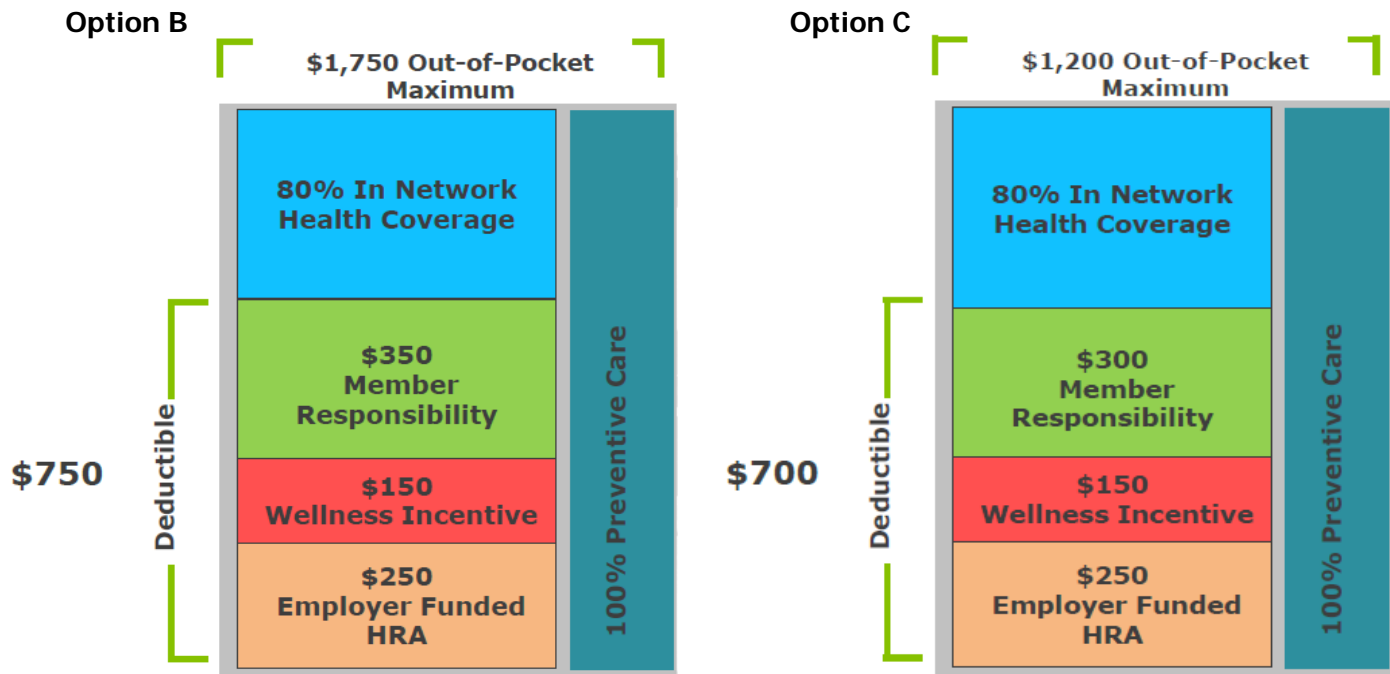 Option B
$1,750 Out-of-Pocket
Maximum
80% In Network
Health Coverage
$350
Member
Responsibility
$150
Wellness Incentive
$250
Employer Funded
HRA
100% Preventive Care
Deductible
$750
Option C
$1,200 Out-of-Pocket
Maximum
80% In Network
Health Coverage
$300
Member
Responsibility
$150
Wellness Incentive
$250
Employer Funded
HRA
100% Preventive Care
Deductible
$700